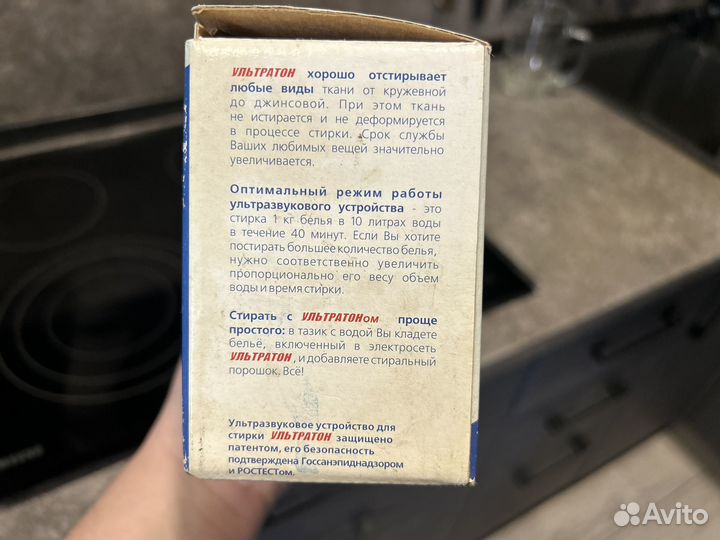 УЛЬТРАТОН хорошо отстирывает
любые виды ткани от кружевной
до джинсовой. При этом ткань
не истирается и не деформируется
в процессе стирки. Срок службы
Ваших любимых вещей значительно
увеличивается.
Оптимальный режим работы
ультразвукового устройства - это
стирка 1 кг белья в 10 литрах воды
в течение 40 минут. Если Вы хотите
постирать большее количество белья,
нужно соответственно увеличить
пропорционально его весу объем
воды и время стирки.
Стирать с УЛЬТРАТОНом проще
простого: в тазик с водой Вы кладете
бельё, включенный в электросеть
УЛЬТРАТОН, и добавляете стиральный
порошок. Всё!
Ультразвуковое устройство для
стирки УЛЬТРАТОН защищено
патентом, его безопасность
подтверждена Госсанэпиднадзором
и РОСТЕСТом.
Avito